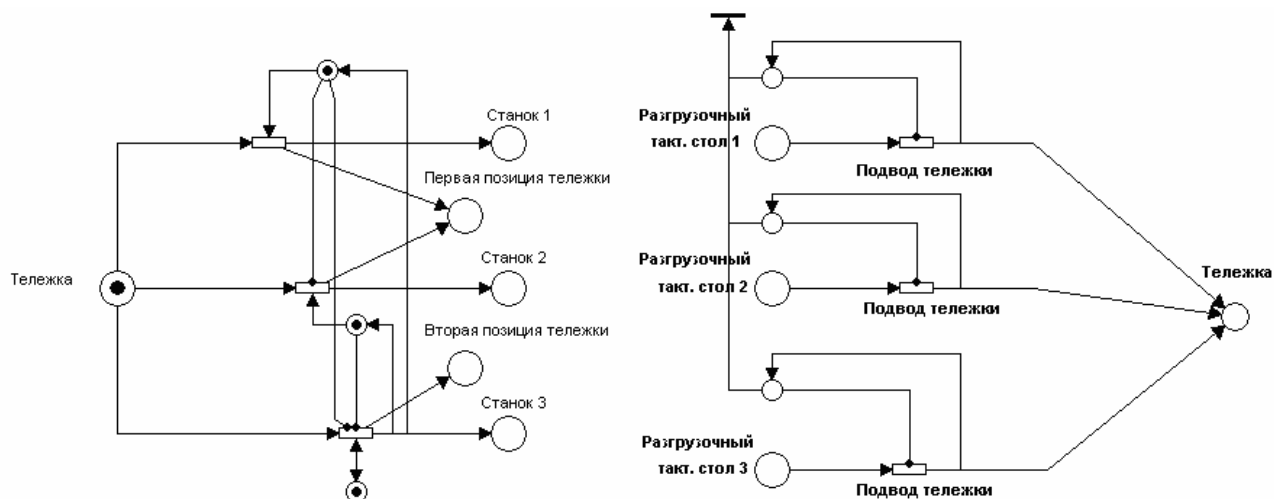 Станок 1
Первая позиция тележки
Тележка
Станок 2
Вторая позиция тележки
Станок 3
Разгрузочный
такт. стол 1
Подвод тележки
Разгрузочный
такт. стол 2
Подвод тележки
Тележка
Разгрузочный
такт. стол 3
Подвод тележки